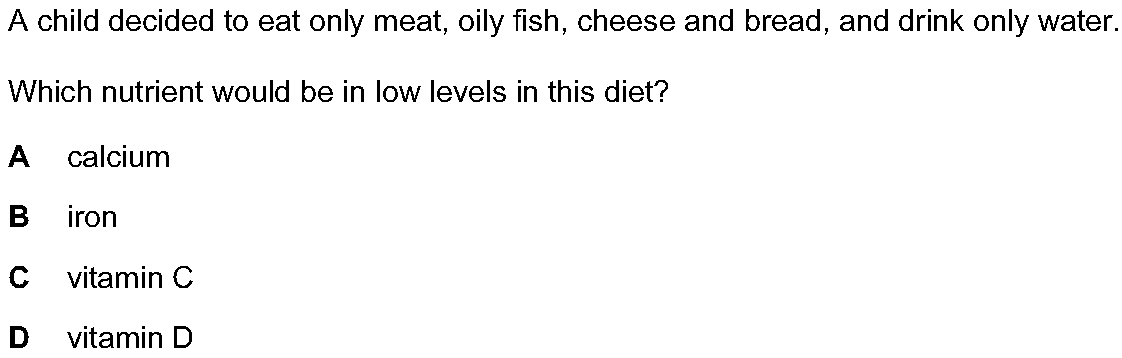 A child decided to eat only meat, oily fish, cheese and bread, and drink only water.
Which nutrient would be in low levels in this diet?
A calcium
B iron
C vitamin C
D vitamin D